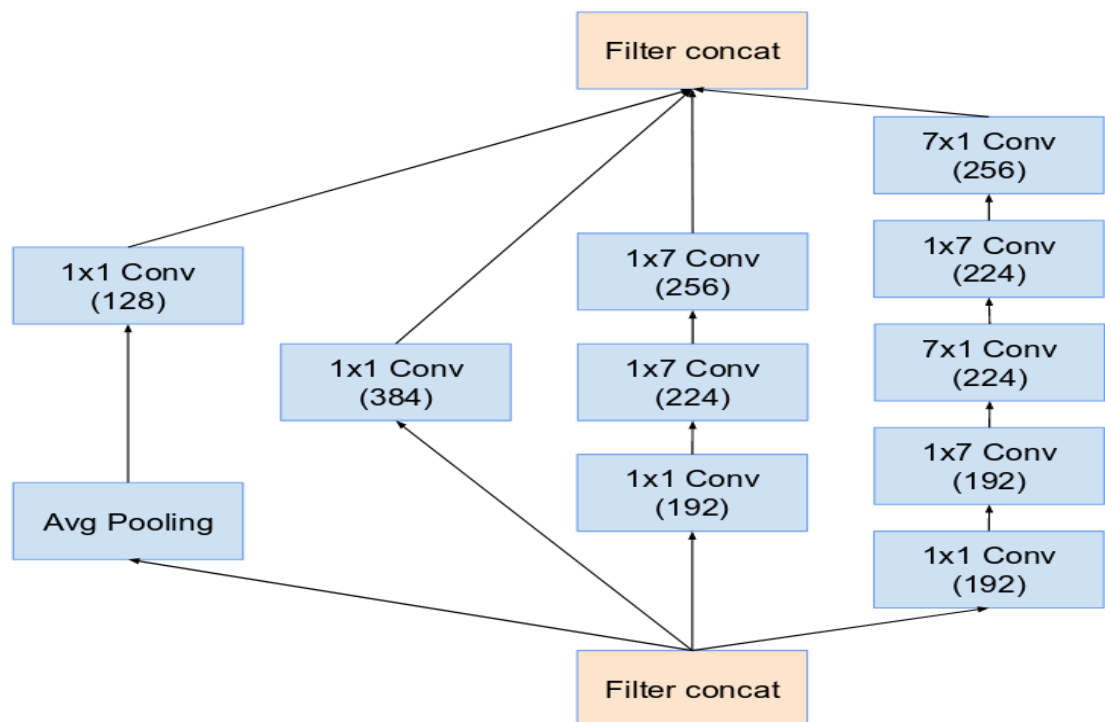 Filter concat
7x1 Conv
(256)
1x7 Conv
(224)
1x1 Conv
(128)
1x7 Conv
(256)
7x1 Conv
(224)
1x1 Conv
(384)
1x7 Conv
(224)
1x7 Conv
(192)
1x1 Conv
(192)
Avg Pooling
1x1 Conv
(192)
Filter concat